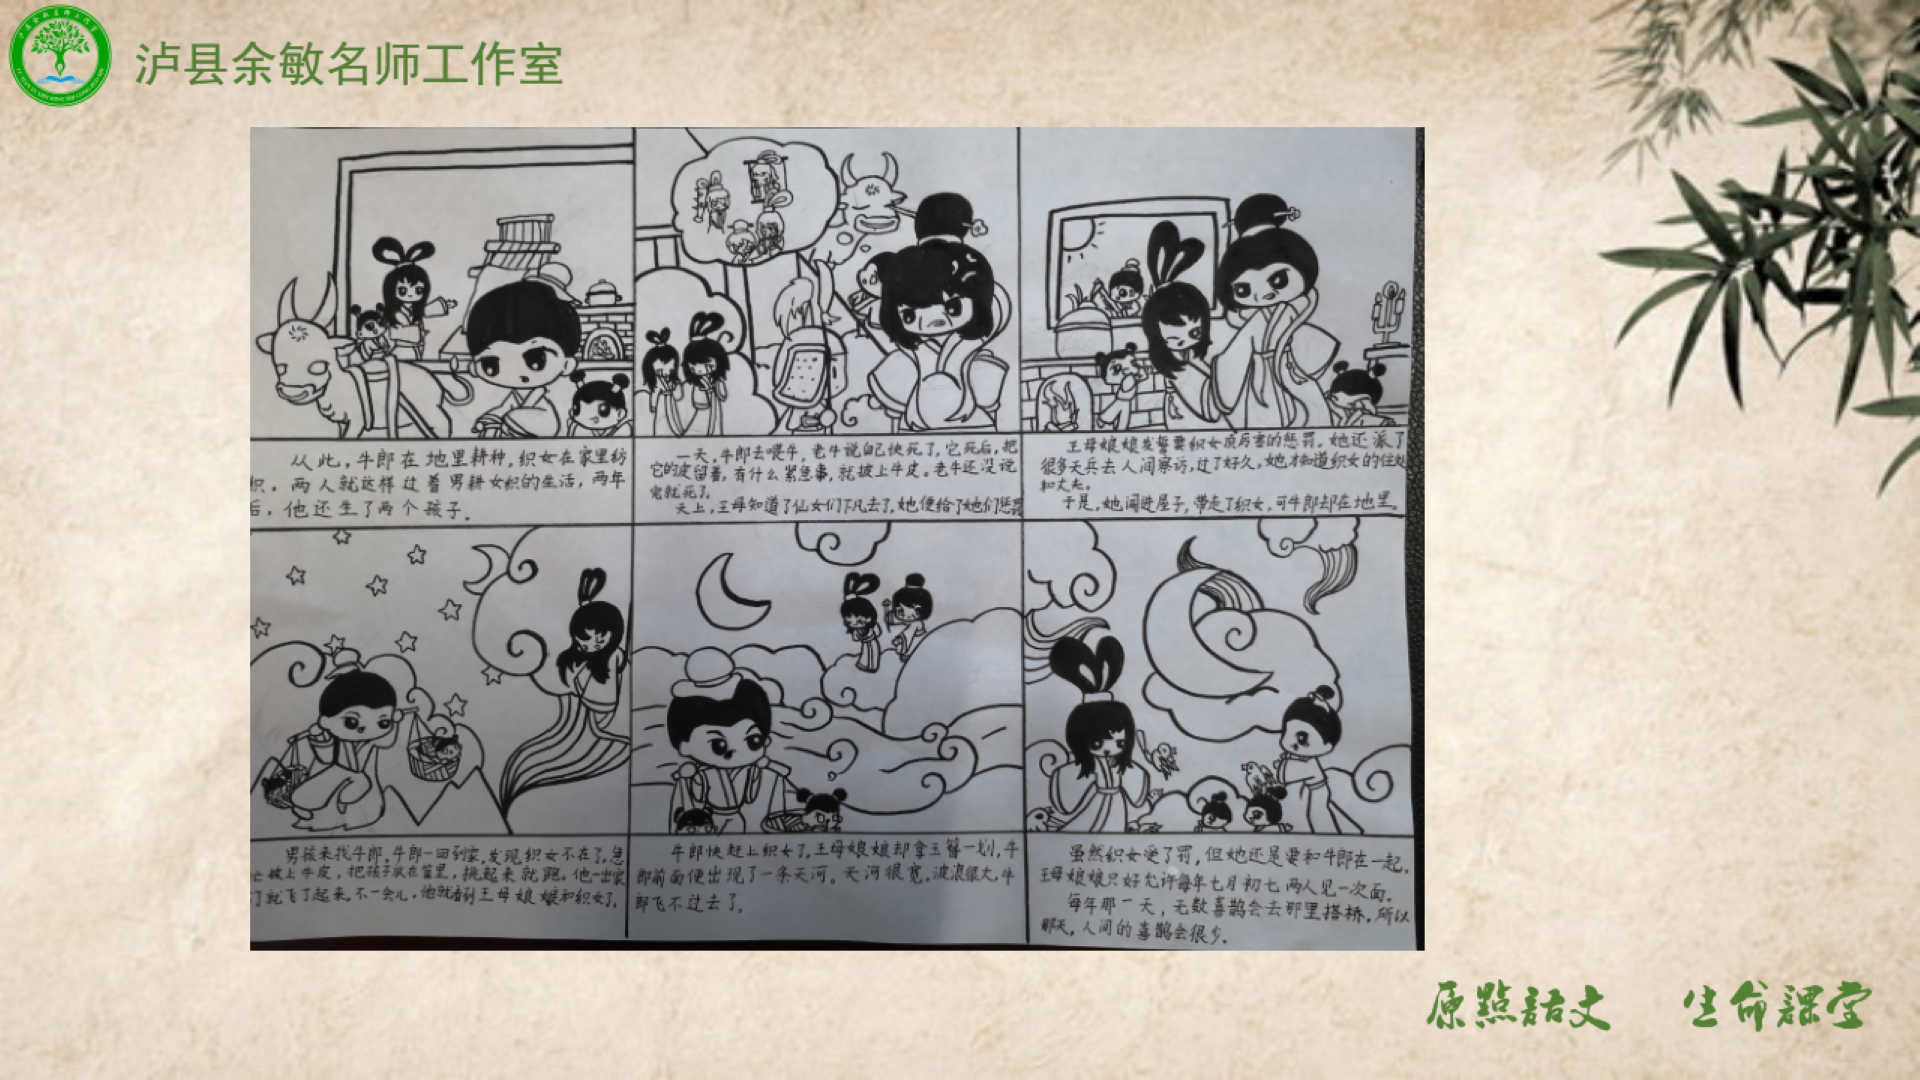 泸县余敏名师工作室
从此，牛郎在地里耕种，织女在家里纺
织。两人就这样过着男耕女织的生活，两年
后，他还生了两个孩子。
一天，牛郎去喂牛，老牛说自己快死了，它死后，把
它的皮留着，有什么紧急事，就披上牛皮。老牛还没说
完就死了。
天上，王母知道了仙女们下凡去了，她便给了她们惩罚
王母娘娘发誓要织女顶厉害的惩罚。她还派了
很多天兵去人间察访，过了好久，她才知道织女的住处
和丈夫。
于是，她闯进屋子，带走了织女，可牛郎却在地里。
男孩来找牛郎，牛郎一回到家，发现织女不在了，急
忙披上牛皮，把孩子放在筐里，挑起来就跑。他一出家
门就飞了起来。不一会儿，他就看到王母娘娘和织女了。
牛郎快赶上织女了，王母娘娘却拿玉簪一划，牛
郎前面便出现了一条天河。天河很宽，波浪很大，牛
郎飞不过去了。
虽然织女受了罚，但她还是要和牛郎在一起。
王母娘娘只好允许每年七月初七两人见一次面。
每年那一天，无数喜鹊会去那里搭桥。所以
那天，人间的喜鹊会很少。
原點語文 生命課堂